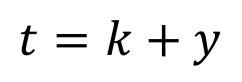 t = k + y